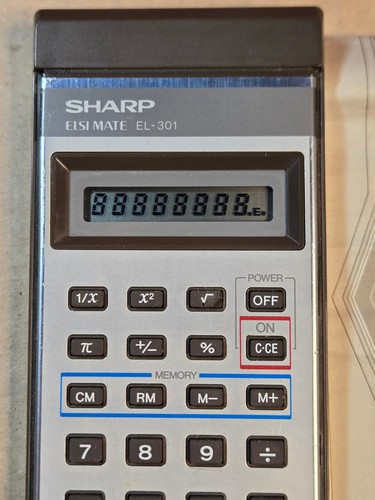 SHARP
ELSI MATE EL-301
88888888.E
POWER
1/X X² √ OFF
ON
π +/− % C·CE
MEMORY
CM RM M− M+
7 8 9 ÷